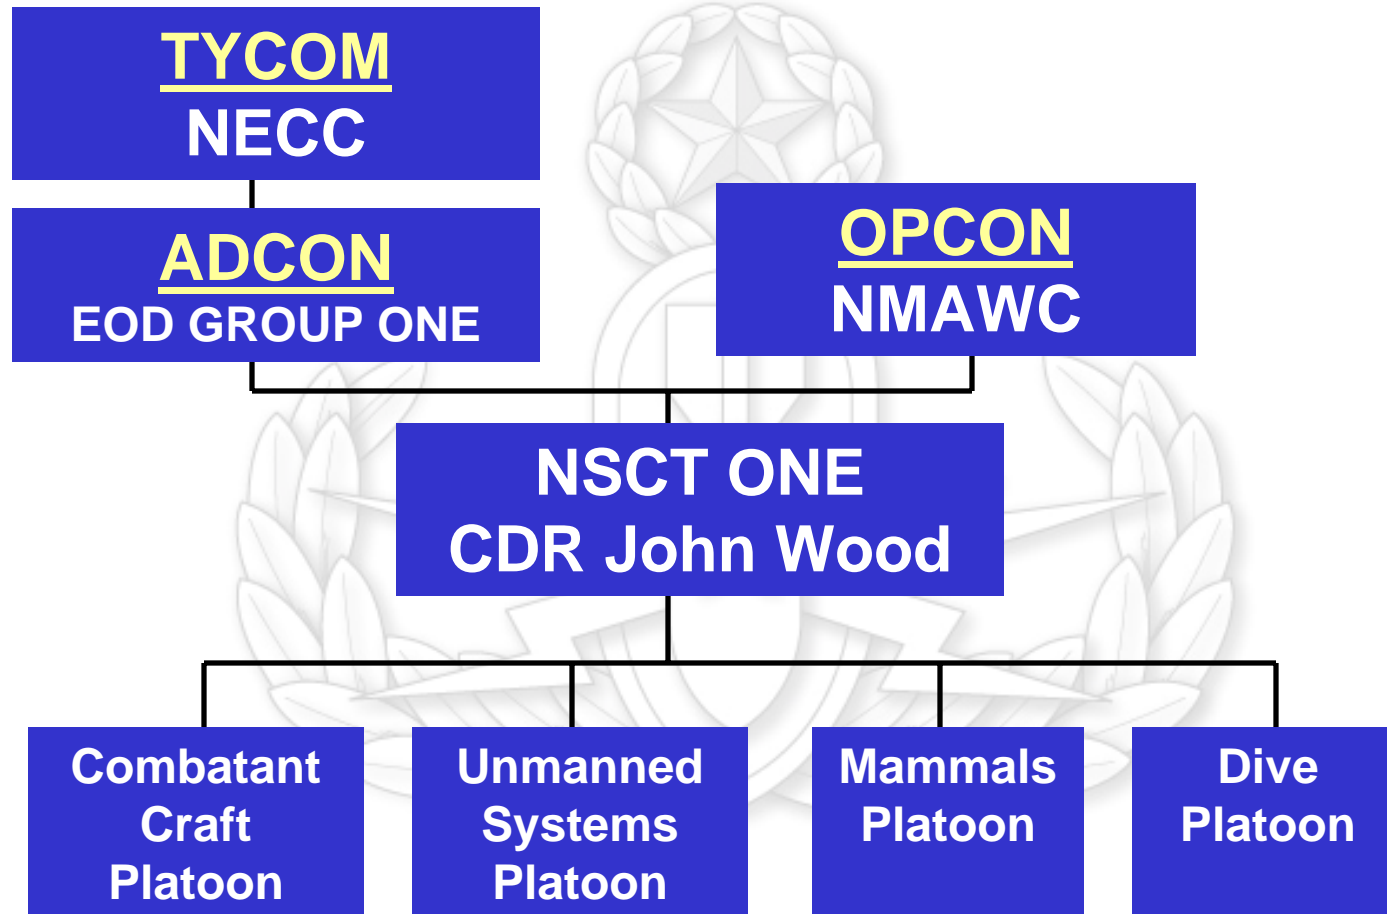 TYCOM
NECC
ADCON
EOD GROUP ONE
OPCON
NMAWC
NSCT ONE
CDR John Wood
Combatant
Craft
Platoon
Unmanned
Systems
Platoon
Mammals
Platoon
Dive
Platoon